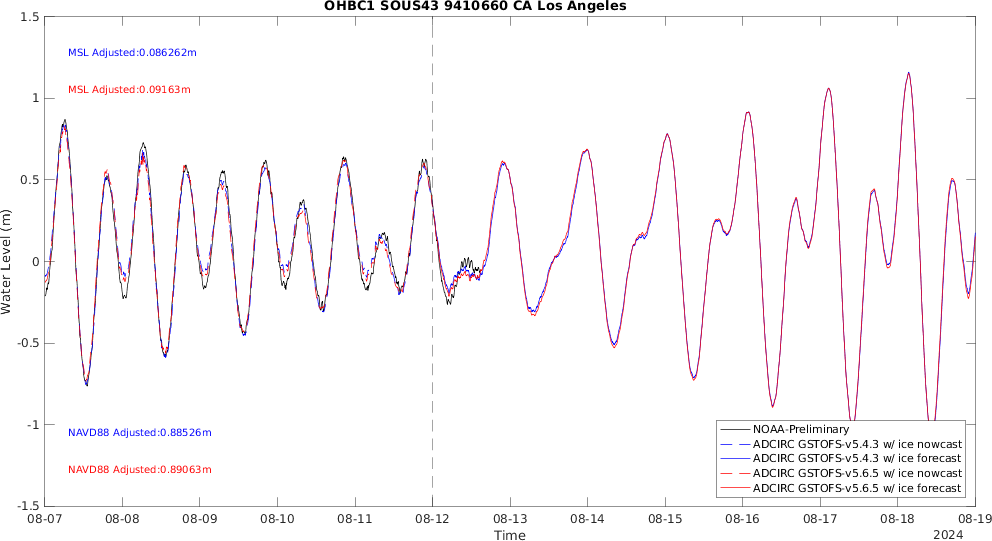 OHBC1 SOUS43 9410660 CA Los Angeles
1.5
1
0.5
0
-0.5
-1
-1.5
Water Level (m)
MSL Adjusted:0.086262m
MSL Adjusted:0.09163m
NAVD88 Adjusted:0.88526m
NAVD88 Adjusted:0.89063m
NOAA-Preliminary
ADCIRC GSTOFS-v5.4.3 w/ ice nowcast
ADCIRC GSTOFS-v5.4.3 w/ ice forecast
ADCIRC GSTOFS-v5.6.5 w/ ice nowcast
ADCIRC GSTOFS-v5.6.5 w/ ice forecast
08-07 08-08 08-09 08-10 08-11 08-12 08-13 08-14 08-15 08-16 08-17 08-18 08-19
Time
2024